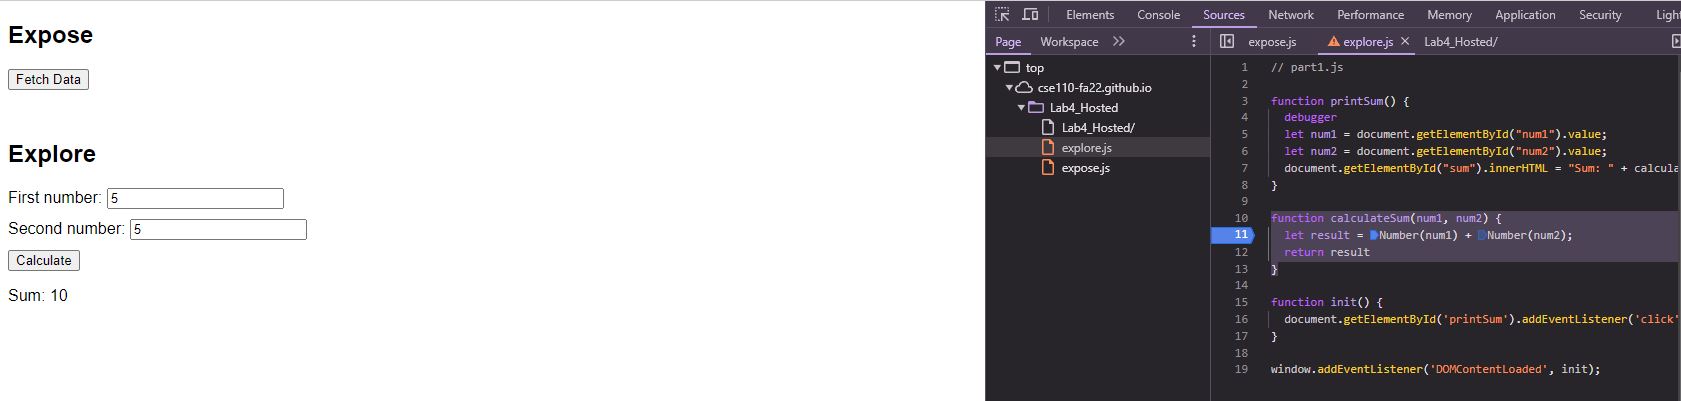 Expose
Fetch Data
Explore
First number: 5
Second number: 5
Calculate
Sum: 10
Elements Console Sources Network Performance Memory Application Security Light
Page Workspace
expose.js explore.js Lab4_Hosted/
top
cse110-fa22.github.io
Lab4_Hosted
Lab4_Hosted/
explore.js
expose.js
1 // part1.js
2
3 function printSum() {
4 debugger
5 let num1 = document.getElementById("num1").value;
6 let num2 = document.getElementById("num2").value;
7 document.getElementById("sum").innerHTML = "Sum: " + calcula
8 }
9
10 function calculateSum(num1, num2) {
11 let result = Number(num1) + Number(num2);
12 return result
13 }
14
15 function init() {
16 document.getElementById('printSum').addEventListener('click'
17 }
18
19 window.addEventListener('DOMContentLoaded', init);